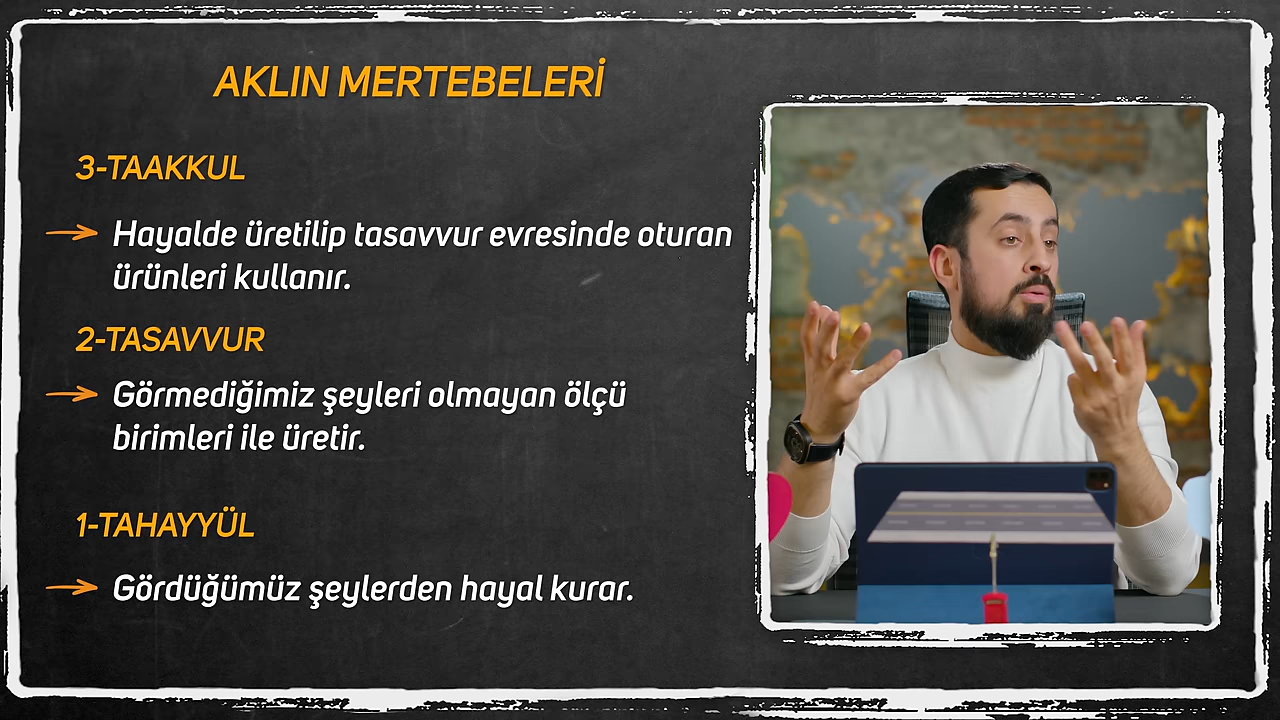 AKLIN MERTEBELERİ
3-TAAKKUL
Hayalde üretilip tasavvur evresinde oturan
ürünleri kullanır.
2-TASAVVUR
Görmediğimiz şeyleri olmayan ölçü
birimleri ile üretir.
1-TAHAYYÜL
Gördüğümüz şeylerden hayal kurar.